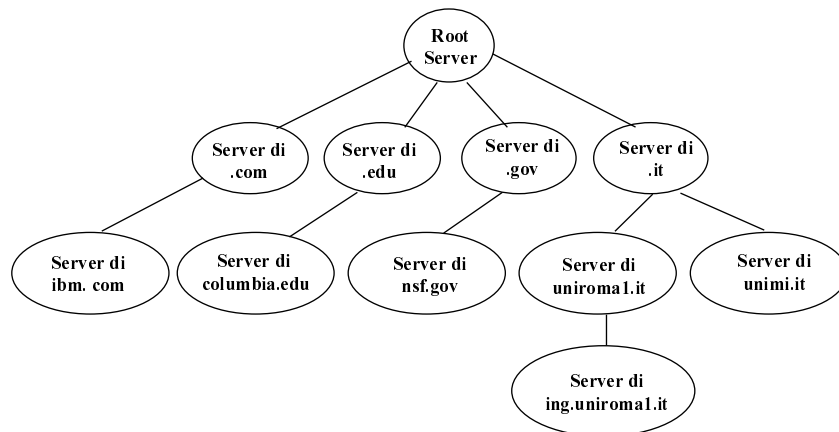 Root
Server
Server di
.com
Server di
.edu
Server di
.gov
Server di
.it
Server di
ibm. com
Server di
columbia.edu
Server di
nsf.gov
Server di
uniroma1.it
Server di
unimi.it
Server di
ing.uniroma1.it